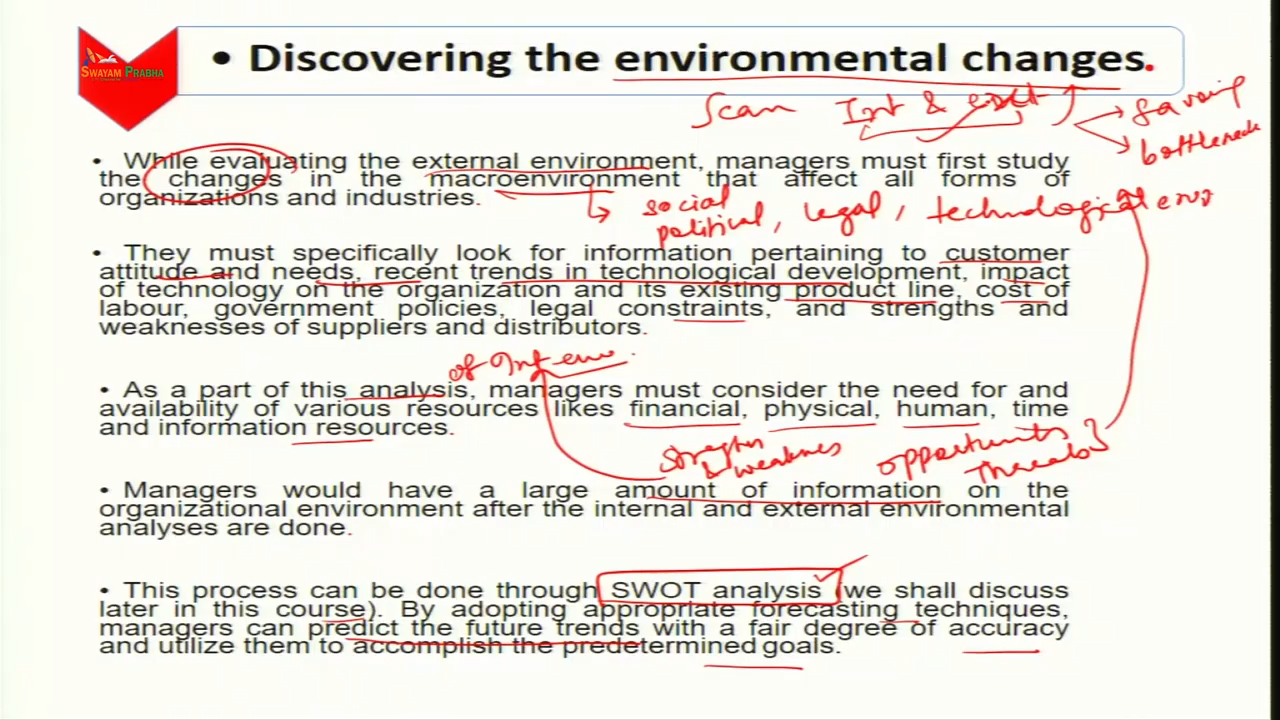 SWAYAM PRABHA
• Discovering the environmental changes.
Scan Int & ext
favoring
bottleneck
• While evaluating the external environment, managers must first study
the changes in the macroenvironment that affect all forms of
organizations and industries.
social
political, legal, technological env
• They must specifically look for information pertaining to customer
attitude and needs, recent trends in technological development, impact
of technology on the organization and its existing product line, cost of
labour, government policies, legal constraints, and strengths and
weaknesses of suppliers and distributors.
of Int env.
• As a part of this analysis, managers must consider the need for and
availability of various resources likes financial, physical, human, time
and information resources.
& weakness
opportunits
Threats
• Managers would have a large amount of information on the
organizational environment after the internal and external environmental
analyses are done.
• This process can be done through SWOT analysis (we shall discuss
later in this course). By adopting appropriate forecasting techniques,
managers can predict the future trends with a fair degree of accuracy
and utilize them to accomplish the predetermined goals.